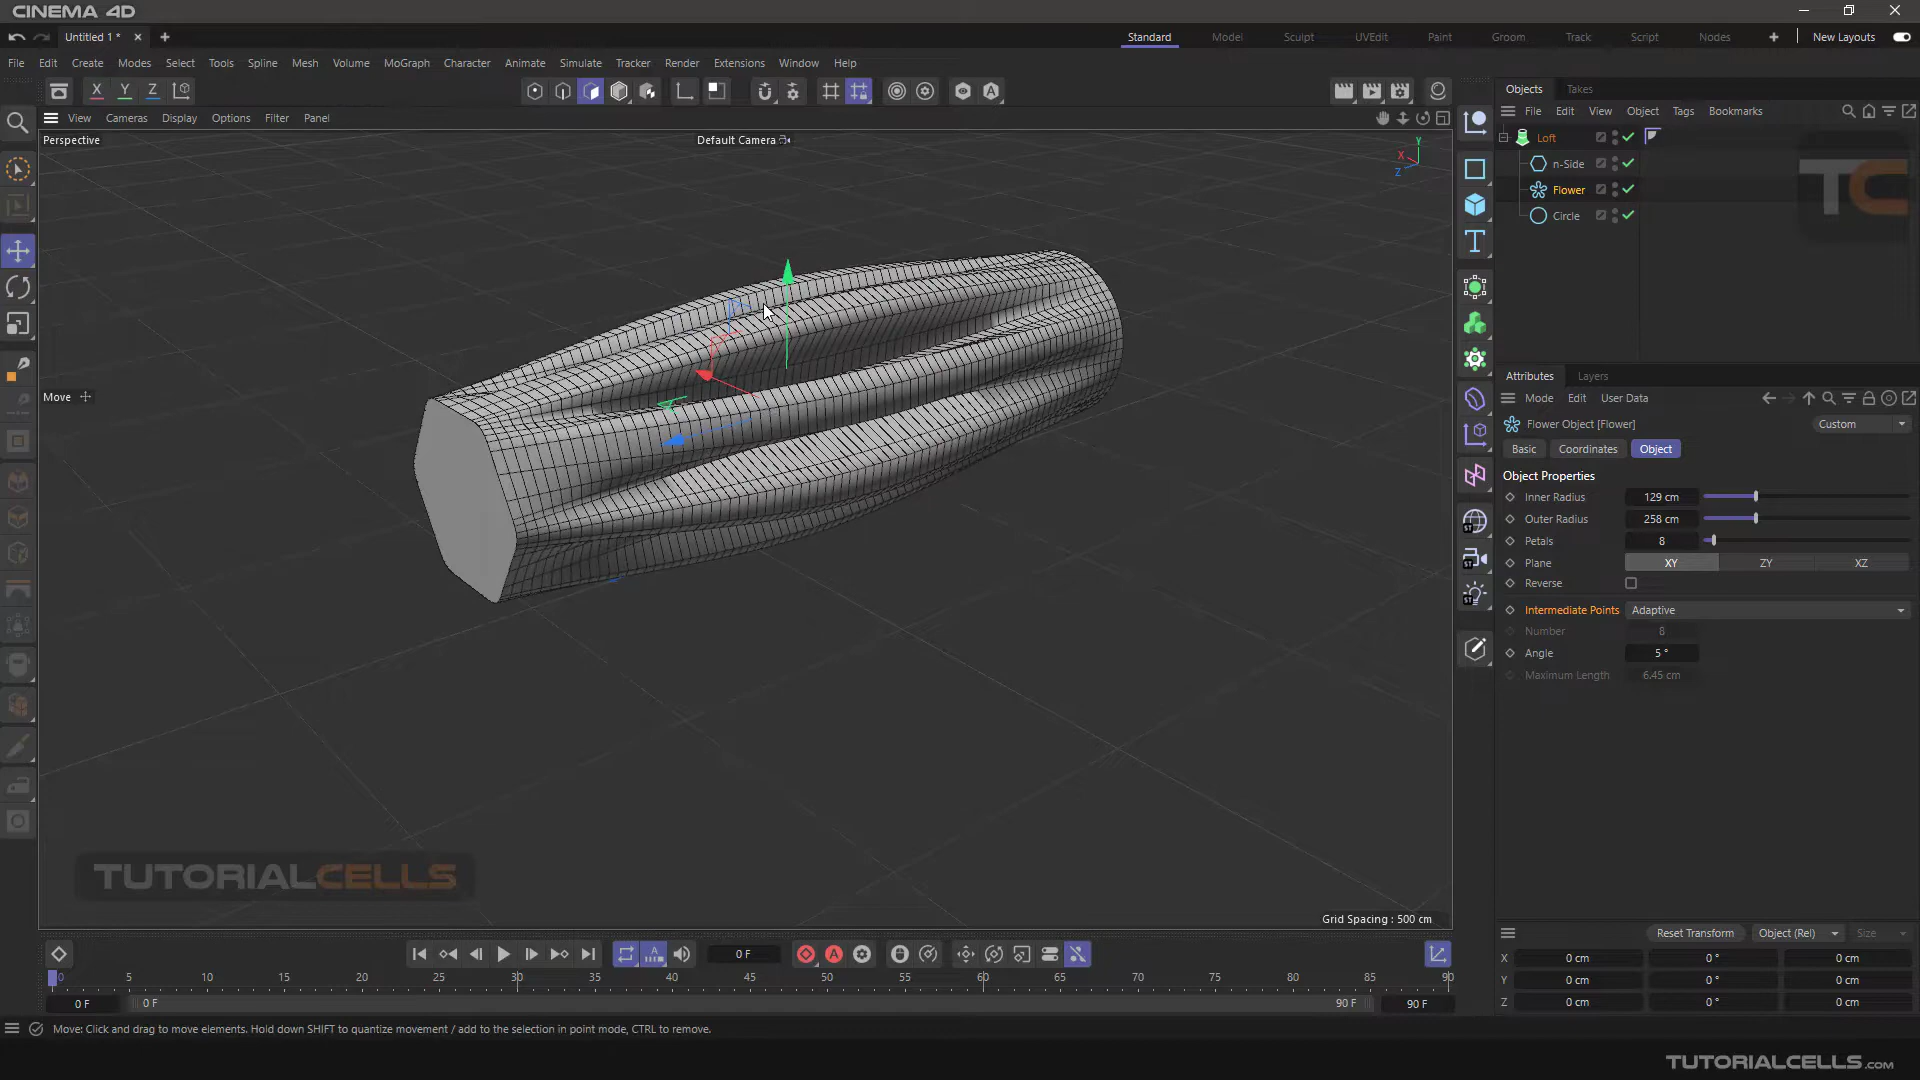 CINEMA 4D
Untitled 1 *
Standard Model Sculpt UVEdit Paint Groom Track Script Nodes New Layouts
File Edit Create Modes Select Tools Spline Mesh Volume MoGraph Character Animate Simulate Tracker Render Extensions Window Help
X Y Z
Objects Takes
View Cameras Display Options Filter Panel
File Edit View Object Tags Bookmarks
Perspective
Default Camera
Y
X
Z
Loft
n-Side
Flower
Circle
TC
Move
Attributes Layers
Mode Edit User Data
Flower Object [Flower]
Custom
Basic Coordinates Object
Object Properties
Inner Radius 129 cm
Outer Radius 258 cm
Petals 8
Plane XY ZY XZ
Reverse
Intermediate Points Adaptive
Number 8
Angle 5 °
Maximum Length 6.45 cm
TUTORIALCELLS
Grid Spacing : 500 cm
Reset Transform Object (Rel) Size
0 F
X 0 cm 0 ° 0 cm
Y 0 cm 0 ° 0 cm
Z 0 cm 0 ° 0 cm
0 5 10 15 20 25 30 35 40 45 50 55 60 65 70 75 80 85 90
0 F 0 F 90 F 90 F
Move: Click and drag to move elements. Hold down SHIFT to quantize movement / add to the selection in point mode, CTRL to remove.
TUTORIALCELLS.COM